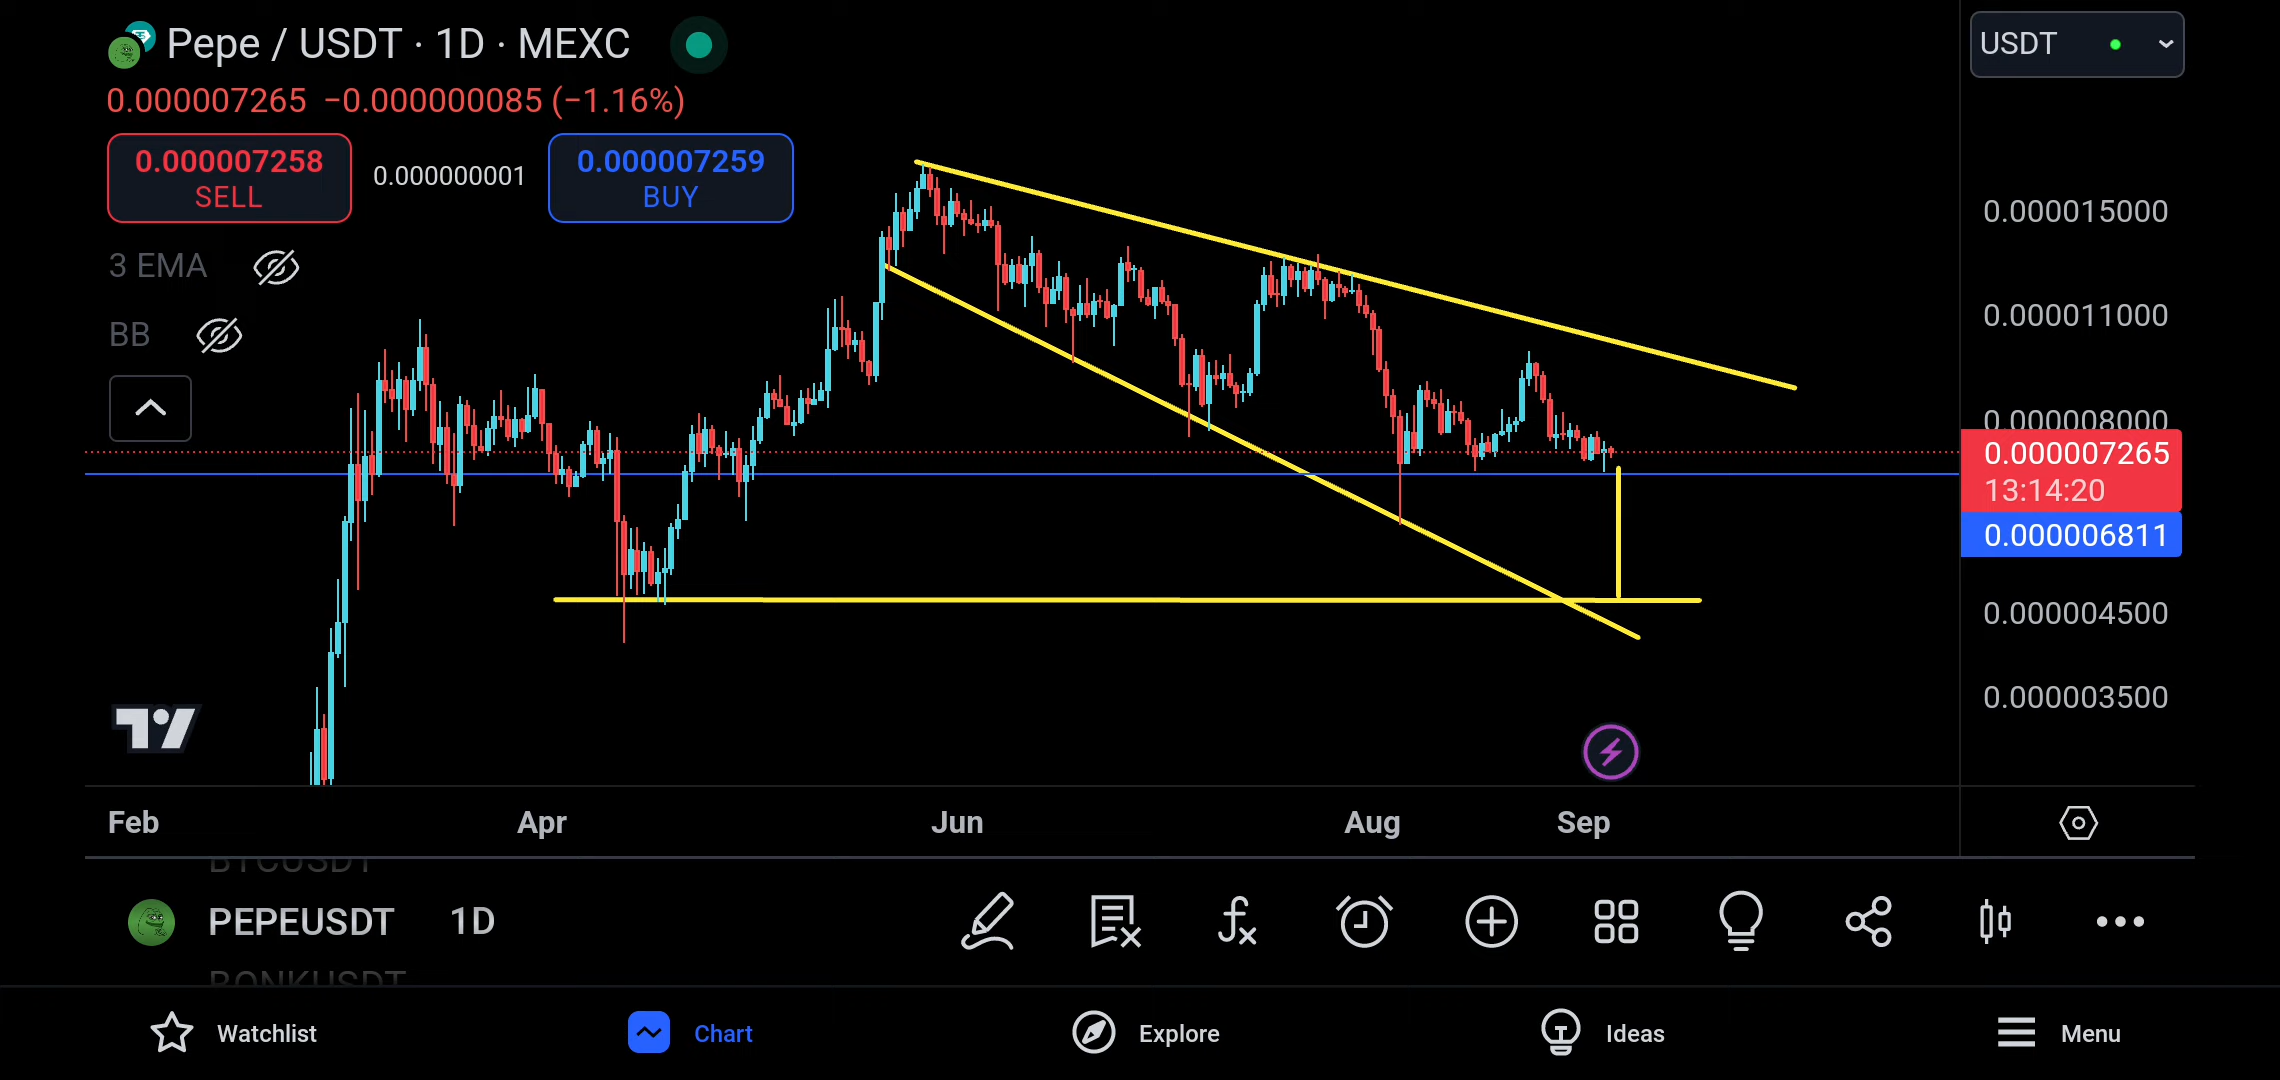 Pepe / USDT · 1D · MEXC
USDT
0.000007265 −0.000000085 (−1.16%)
0.000007258
SELL
0.000000001
0.000007259
BUY
3 EMA
BB
0.000015000
0.000011000
0.000008000
0.000007265
13:14:20
0.000006811
0.000004500
0.000003500
Feb
Apr
Jun
Aug
Sep
BTCUSDT
PEPEUSDT 1D
BONKUSDT
Watchlist
Chart
Explore
Ideas
Menu